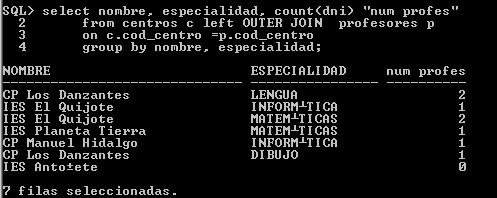 SQL> select nombre, especialidad, count(dni) "num profes"
2 from centros c left OUTER JOIN profesores p
3 on c.cod_centro =p.cod_centro
4 group by nombre, especialidad;
NOMBRE ESPECIALIDAD num profes
------------------------------ ---------------- ----------
CP Los Danzantes LENGUA 2
IES El Quijote INFORM┴TICA 1
IES El Quijote MATEM┴TICAS 2
IES Planeta Tierra MATEM┴TICAS 1
CP Manuel Hidalgo INFORM┴TICA 1
CP Los Danzantes DIBUJO 1
IES Anto±ete 0
7 filas seleccionadas.